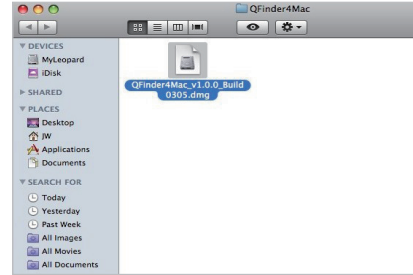 QFinder4Mac
▼ DEVICES
MyLeopard
iDisk
▶ SHARED
▼ PLACES
Desktop
JW
Applications
Documents
▼ SEARCH FOR
Today
Yesterday
Past Week
All Images
All Movies
All Documents
QFinder4Mac_v1.0.0_Build
0305.dmg